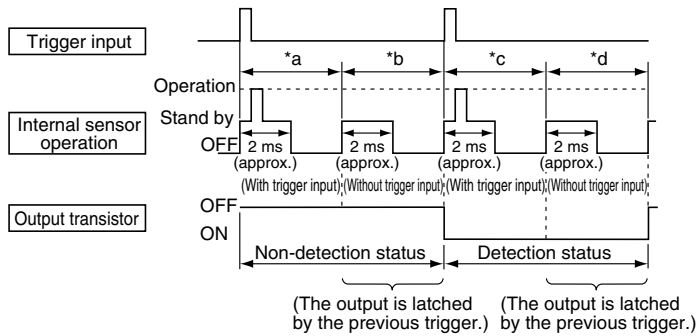 Trigger input
*a *b *c *d
Operation
Stand by
Internal sensor
operation
OFF
2 ms 2 ms 2 ms 2 ms
(approx.) (approx.) (approx.) (approx.)
(With trigger input) (Without trigger input) (With trigger input) (Without trigger input)
Output transistor
OFF
ON
Non-detection status Detection status
(The output is latched (The output is latched
by the previous trigger.) by the previous trigger.)